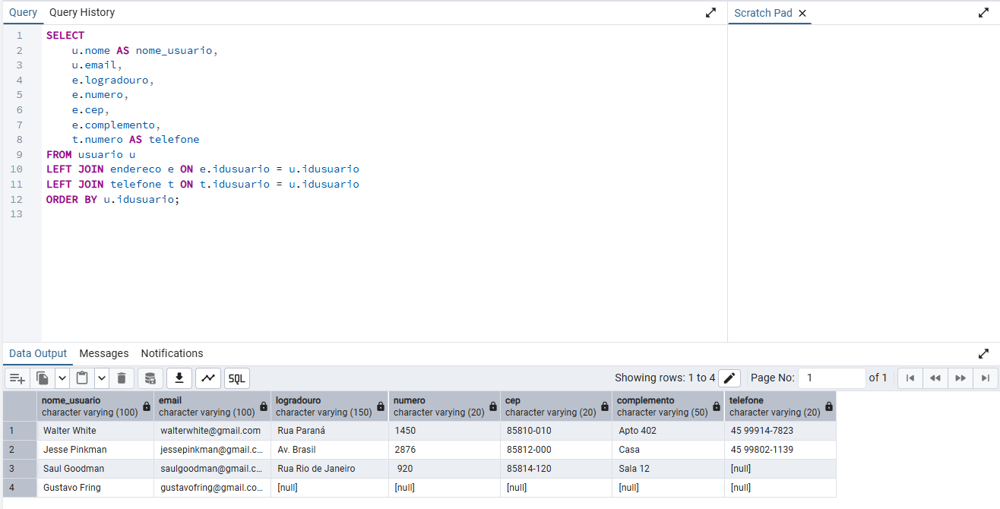 Query Query History Scratch Pad
1 SELECT
2 u.nome AS nome_usuario,
3 u.email,
4 e.logradouro,
5 e.numero,
6 e.cep,
7 e.complemento,
8 t.numero AS telefone
9 FROM usuario u
10 LEFT JOIN endereco e ON e.idusuario = u.idusuario
11 LEFT JOIN telefone t ON t.idusuario = u.idusuario
12 ORDER BY u.idusuario;
13
Data Output Messages Notifications
SQL Showing rows: 1 to 4 Page No: 1 of 1
nome_usuario email logradouro numero cep complemento telefone
character varying (100) character varying (100) character varying (150) character varying (20) character varying (20) character varying (50) character varying (20)
1 Walter White walterwhite@gmail.com Rua Paraná 1450 85810-010 Apto 402 45 99914-7823
2 Jesse Pinkman jessepinkman@gmail.c... Av. Brasil 2876 85812-000 Casa 45 99802-1139
3 Saul Goodman saulgoodman@gmail.c... Rua Rio de Janeiro 920 85814-120 Sala 12 [null]
4 Gustavo Fring gustavofring@gmail.co... [null] [null] [null] [null] [null]